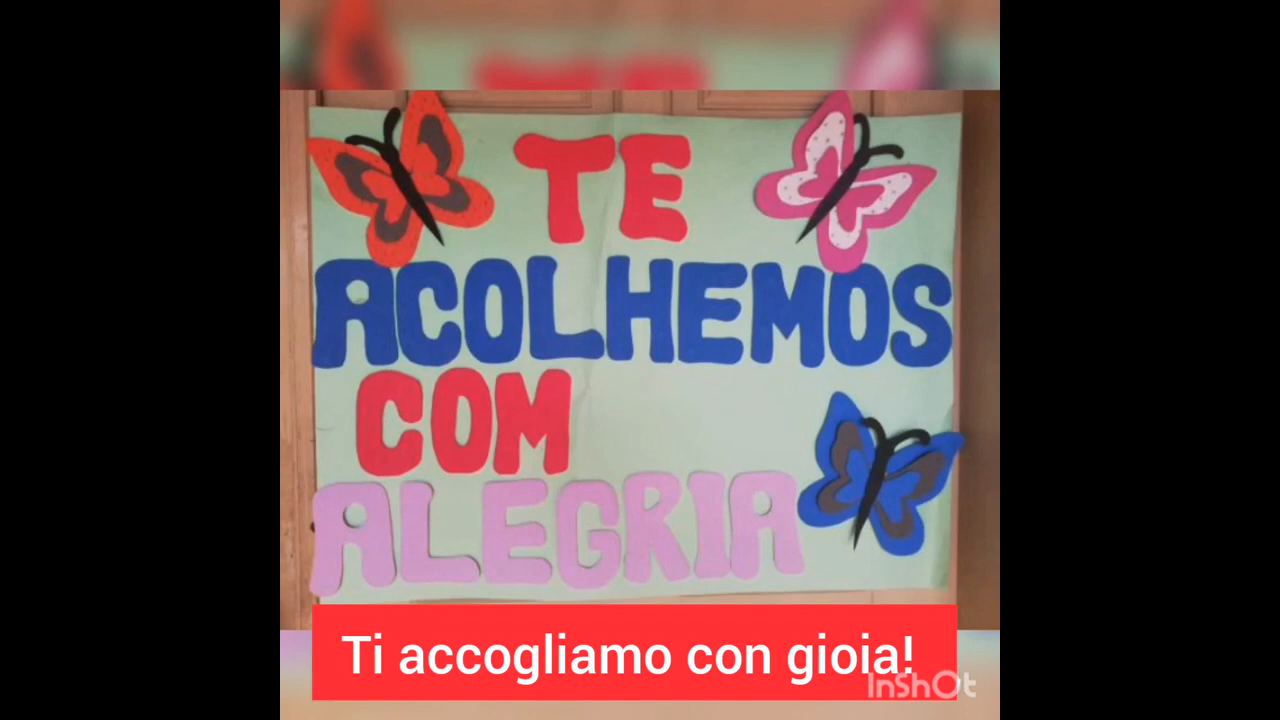 TE
ACOLHEMOS
COM
ALEGRIA
Ti accogliamo con gioia!
InShOt